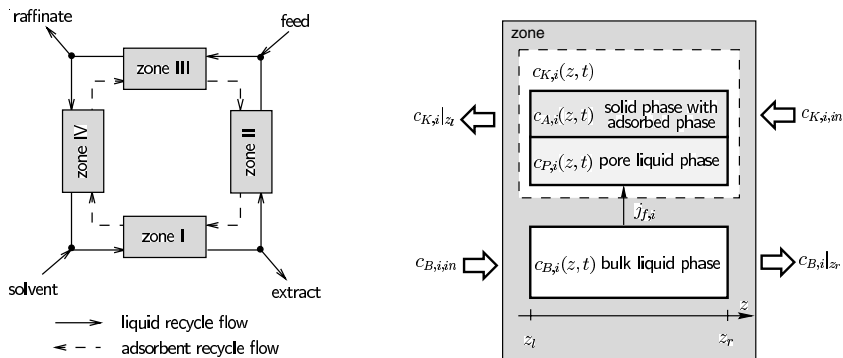 raffinate
feed
zone III
zone IV
zone II
zone I
solvent
extract
liquid recycle flow
adsorbent recycle flow
zone
c_{K,i}(z,t)
c_{A,i}(z,t) solid phase with
adsorbed phase
c_{P,i}(z,t) pore liquid phase
c_{K,i}|_{z_l}
c_{K,i,in}
j_{f,i}
c_{B,i,in}
c_{B,i}(z,t) bulk liquid phase
c_{B,i}|_{z_r}
z
z_l
z_r